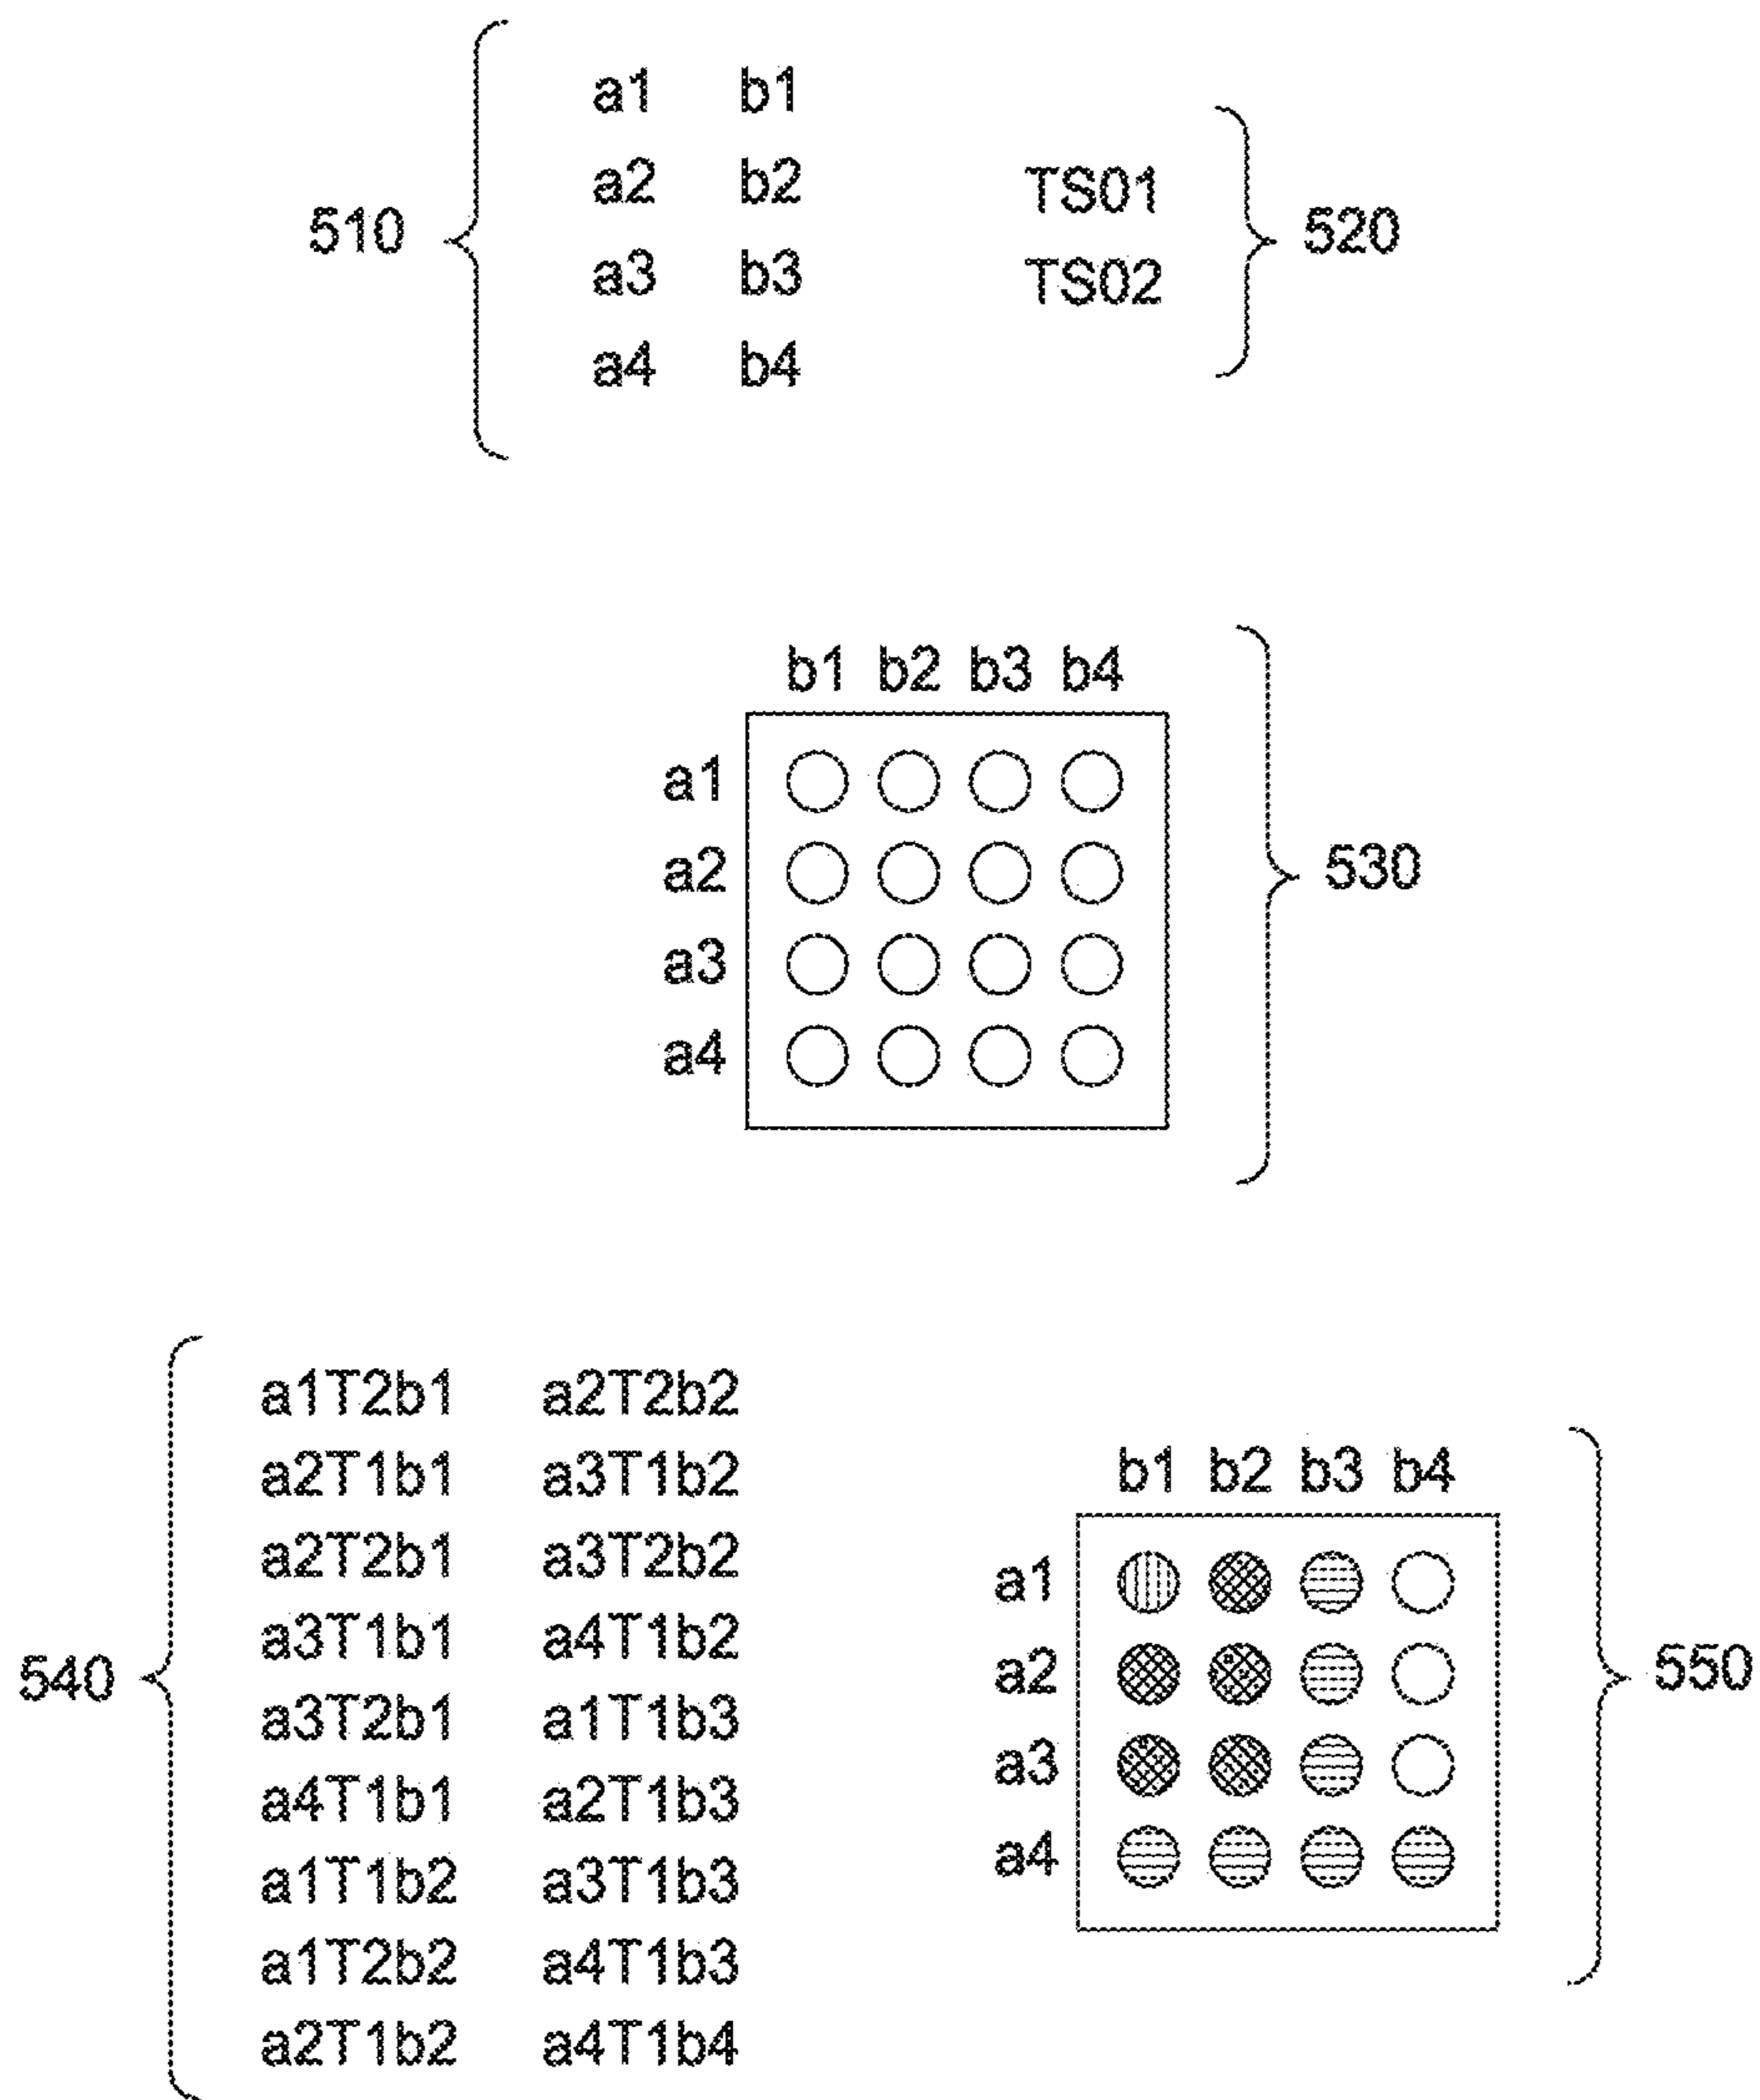 a1 b1
a2 b2
a3 b3
a4 b4
510
TS01
TS02
520
b1 b2 b3 b4
a1
a2
a3
a4
530
540
a1T2b1 a2T2b2
a2T1b1 a3T1b2
a2T2b1 a3T2b2
a3T1b1 a4T1b2
a3T2b1 a1T1b3
a4T1b1 a2T1b3
a1T1b2 a3T1b3
a1T2b2 a4T1b3
a2T1b2 a4T1b4
b1 b2 b3 b4
a1
a2
a3
a4
550